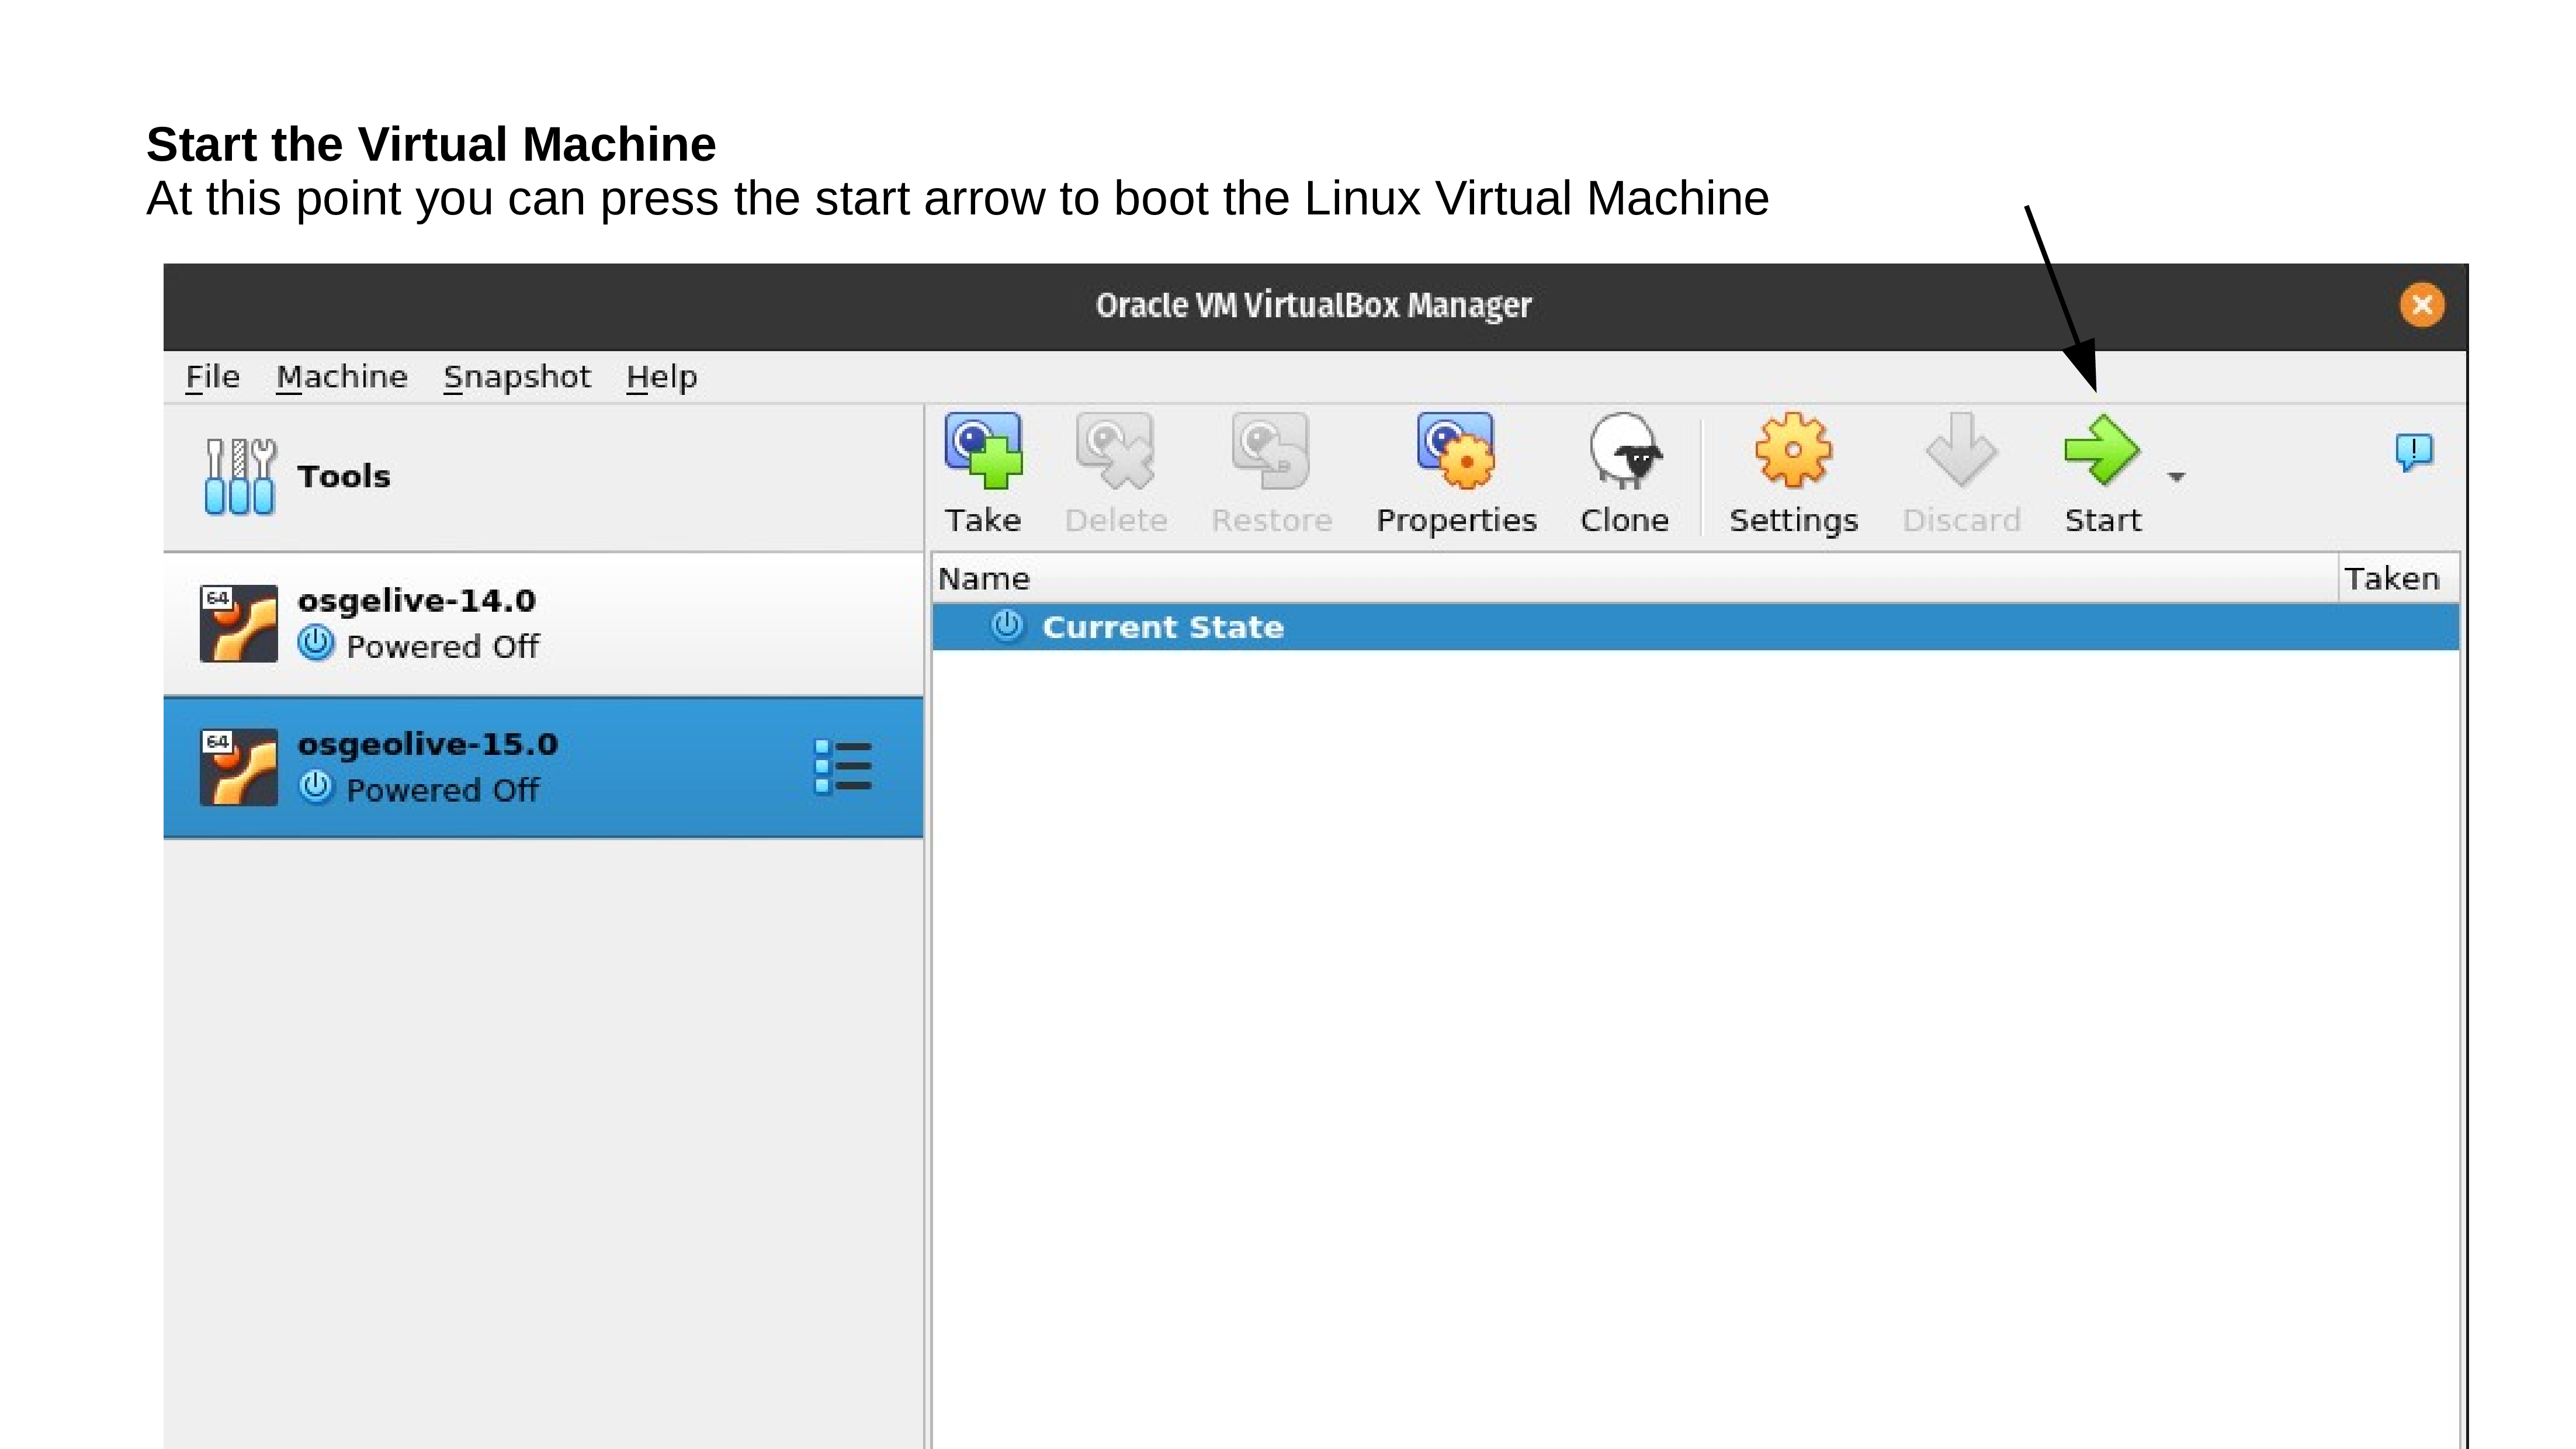 Start the Virtual Machine
At this point you can press the start arrow to boot the Linux Virtual Machine
Oracle VM VirtualBox Manager
File Machine Snapshot Help
Tools
Take Delete Restore Properties Clone Settings Discard Start
Name Taken
Current State
64 osgelive-14.0
Powered Off
64 osgeolive-15.0
Powered Off